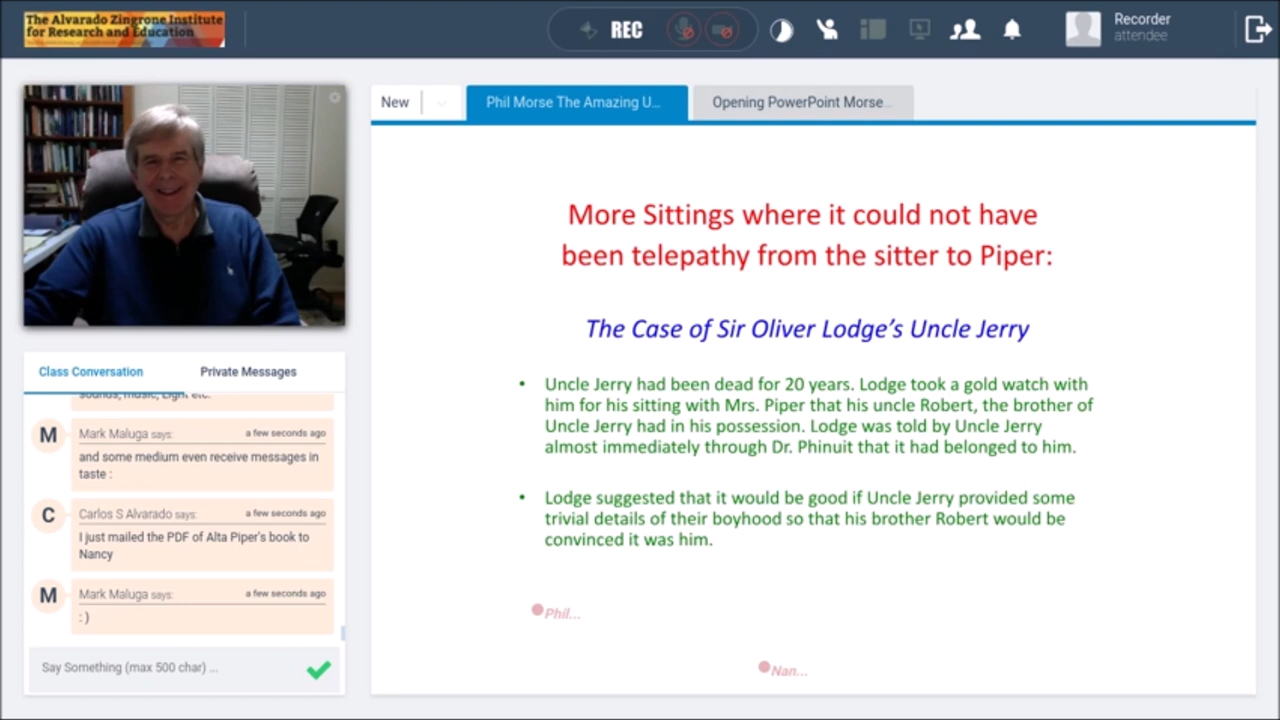 The Alvarado Zingrone Institute
for Research and Education
REC
Recorder
attendee
New
Phil Morse The Amazing U...
Opening PowerPoint Morse...
More Sittings where it could not have
been telepathy from the sitter to Piper:
The Case of Sir Oliver Lodge's Uncle Jerry
• Uncle Jerry had been dead for 20 years. Lodge took a gold watch with
him for his sitting with Mrs. Piper that his uncle Robert, the brother of
Uncle Jerry had in his possession. Lodge was told by Uncle Jerry
almost immediately through Dr. Phinuit that it had belonged to him.
• Lodge suggested that it would be good if Uncle Jerry provided some
trivial details of their boyhood so that his brother Robert would be
convinced it was him.
Phil...
Nan...
Class Conversation
Private Messages
sounds, music, Light etc.
M
Mark Maluga says:
a few seconds ago
and some medium even receive messages in
taste :
C
Carlos S Alvarado says:
a few seconds ago
I just mailed the PDF of Alta Piper's book to
Nancy
M
Mark Maluga says:
a few seconds ago
: )
Say Something (max 500 char) ...